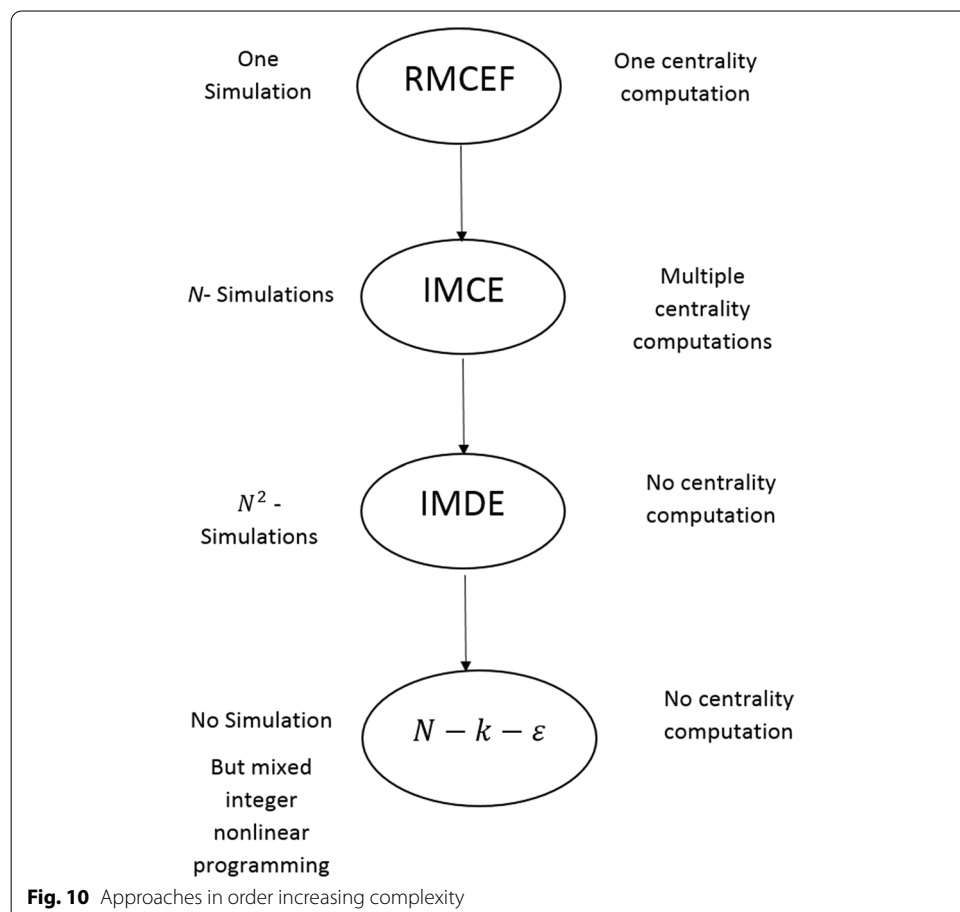 One
Simulation
RMCEF
One centrality
computation
N- Simulations
IMCE
Multiple
centrality
computations
N² -
Simulations
IMDE
No centrality
computation
No Simulation
But mixed
integer
nonlinear
programming
N − k − ε
No centrality
computation
Fig. 10 Approaches in order increasing complexity